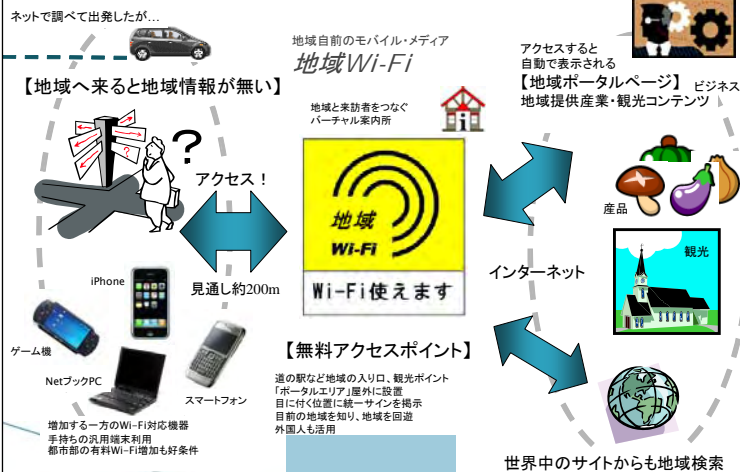 ネットで調べて出発したが…
【地域へ来ると地域情報が無い】
?
?
アクセス！
見通し約200m
iPhone
ゲーム機
NetブックPC
スマートフォン
増加する一方のWi-Fi対応機器
手持ちの汎用端末利用
都市部の有料Wi-Fi増加も好条件
地域自前のモバイル・メディア
地域Wi-Fi
地域と来訪者をつなぐ
バーチャル案内所
i
地域
Wi-Fi
Wi-Fi使えます
【無料アクセスポイント】
道の駅など地域の入り口、観光ポイント
「ポータルエリア」屋外に設置
目に付く位置に統一サインを掲示
目前の地域を知り、地域を回遊
外国人も活用
アクセスすると
自動で表示される
【地域ポータルページ】
ビジネス
地域提供産業・観光コンテンツ
産品
観光
インターネット
世界中のサイトからも地域検索